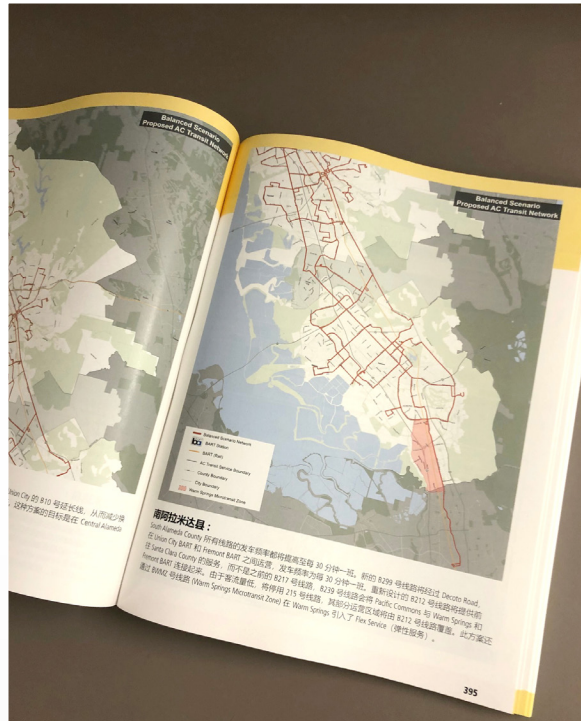 Balanced Scenario
Proposed AC Transit Network
Union City 的 B10 号延长线，从而减少换
。这种方案的目标是在 Central Alameda
Balanced Scenario
Proposed AC Transit Network
Balanced Scenario Network
BART Station
BART (Rail)
AC Transit Service Boundary
County Boundary
City Boundary
Warm Springs Microtransit Zone
南阿拉米达县：
South Alameda County 所有线路的发车频率都将提高至每 30 分钟一班。新的 B299 号线路将经过 Decoto Road，
在 Union City BART 和 Fremont BART 之间运营，发车频率为每 30 分钟一班。重新设计的 B212 号线路将提供前
往 Santa Clara County 的服务，而不是之前的 B217 号线路，B239 号线路会将 Pacific Commons 与 Warm Springs 和
Fremont BART 连接起来。由于客流量低，将停用 215 号线路，其部分运营区域将由 B212 号线路覆盖。此方案还
通过 BWMZ 号线路 (Warm Springs Microtransit Zone) 在 Warm Springs 引入了 Flex Service（弹性服务）。
395